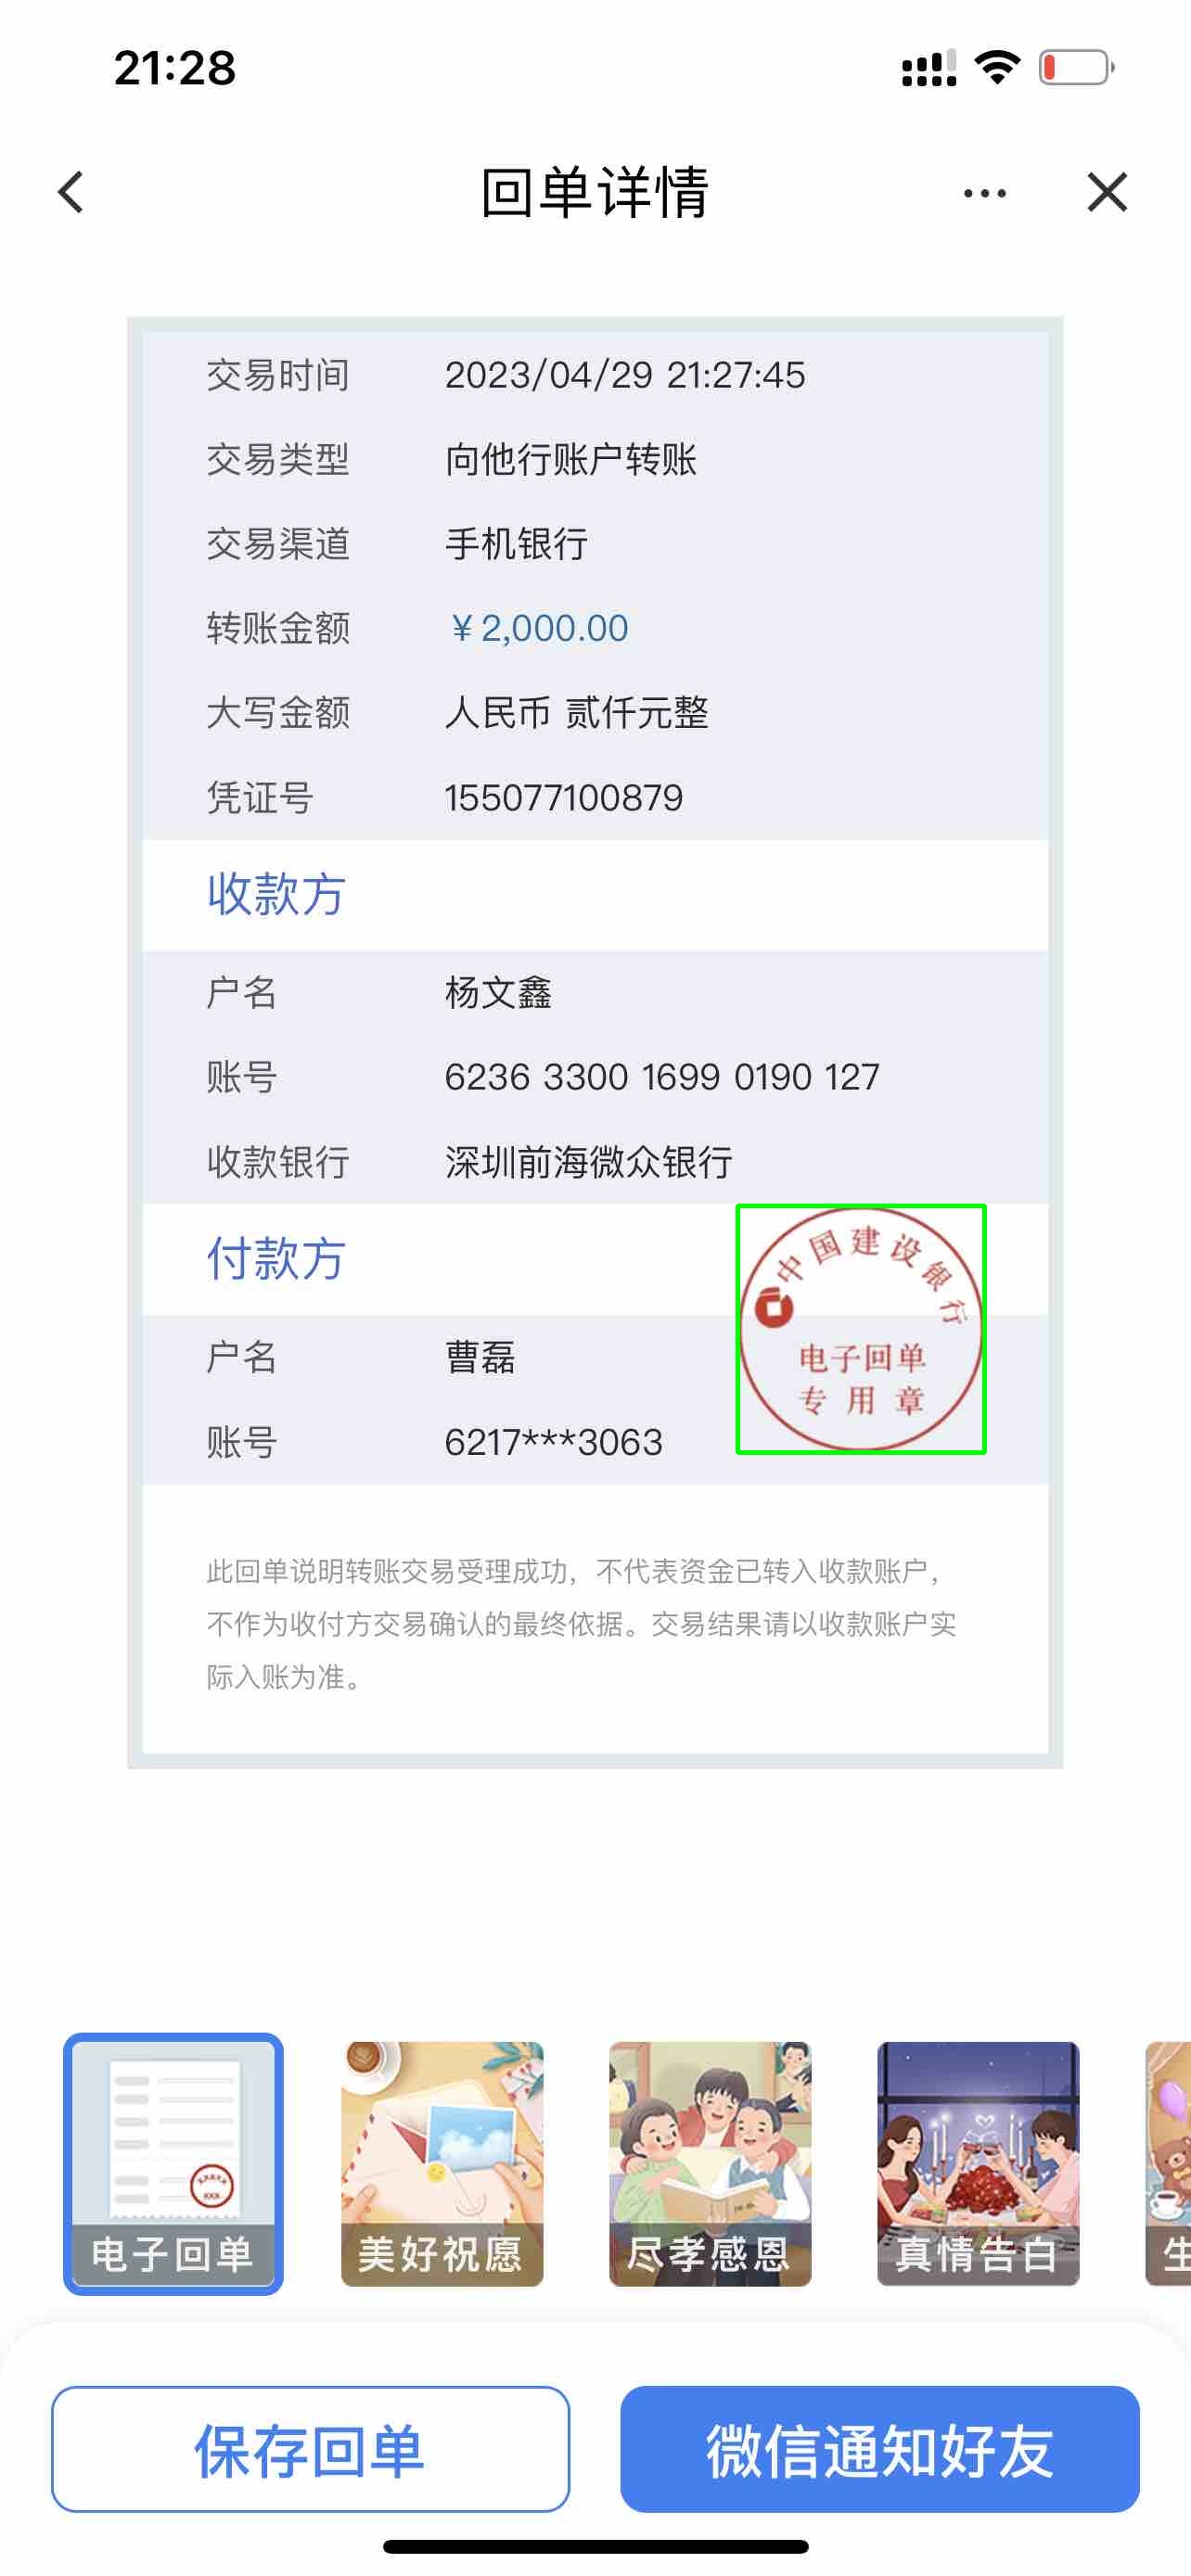 21:28
回单详情
交易时间 2023/04/29 21:27:45
交易类型 向他行账户转账
交易渠道 手机银行
转账金额 ¥2,000.00
大写金额 人民币 贰仟元整
凭证号 155077100879
收款方
户名 杨文鑫
账号 6236 3300 1699 0190 127
收款银行 深圳前海微众银行
付款方
中国建设银行
电子回单
专用章
户名 曹磊
账号 6217***3063
此回单说明转账交易受理成功，不代表资金已转入收款账户，
不作为收付方交易确认的最终依据。交易结果请以收款账户实
际入账为准。
电子回单 美好祝愿 尽孝感恩 真情告白 生
保存回单 微信通知好友